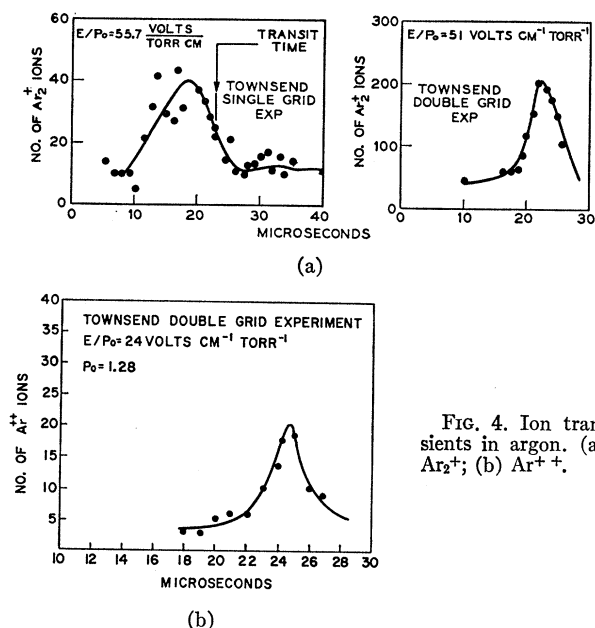 E/P₀=55.7 VOLTS/TORR CM
TRANSIT TIME
TOWNSEND SINGLE GRID EXP
NO. OF Ar₂⁺ IONS
60
40
20
0
0 10 20 30 40
MICROSECONDS
E/P₀=51 VOLTS CM⁻¹ TORR⁻¹
TOWNSEND DOUBLE GRID EXP
NO. OF Ar₂⁺ IONS
300
200
100
0
10 20 30
MICROSECONDS
(a)
TOWNSEND DOUBLE GRID EXPERIMENT
E/P₀=24 VOLTS CM⁻¹ TORR⁻¹
P₀=1.28
NO. OF Ar⁺⁺ IONS
40
35
30
25
20
15
10
5
10 12 14 16 18 20 22 24 26 28 30
MICROSECONDS
(b)
FIG. 4. Ion tran-
sients in argon. (a)
Ar₂⁺; (b) Ar⁺ ⁺.